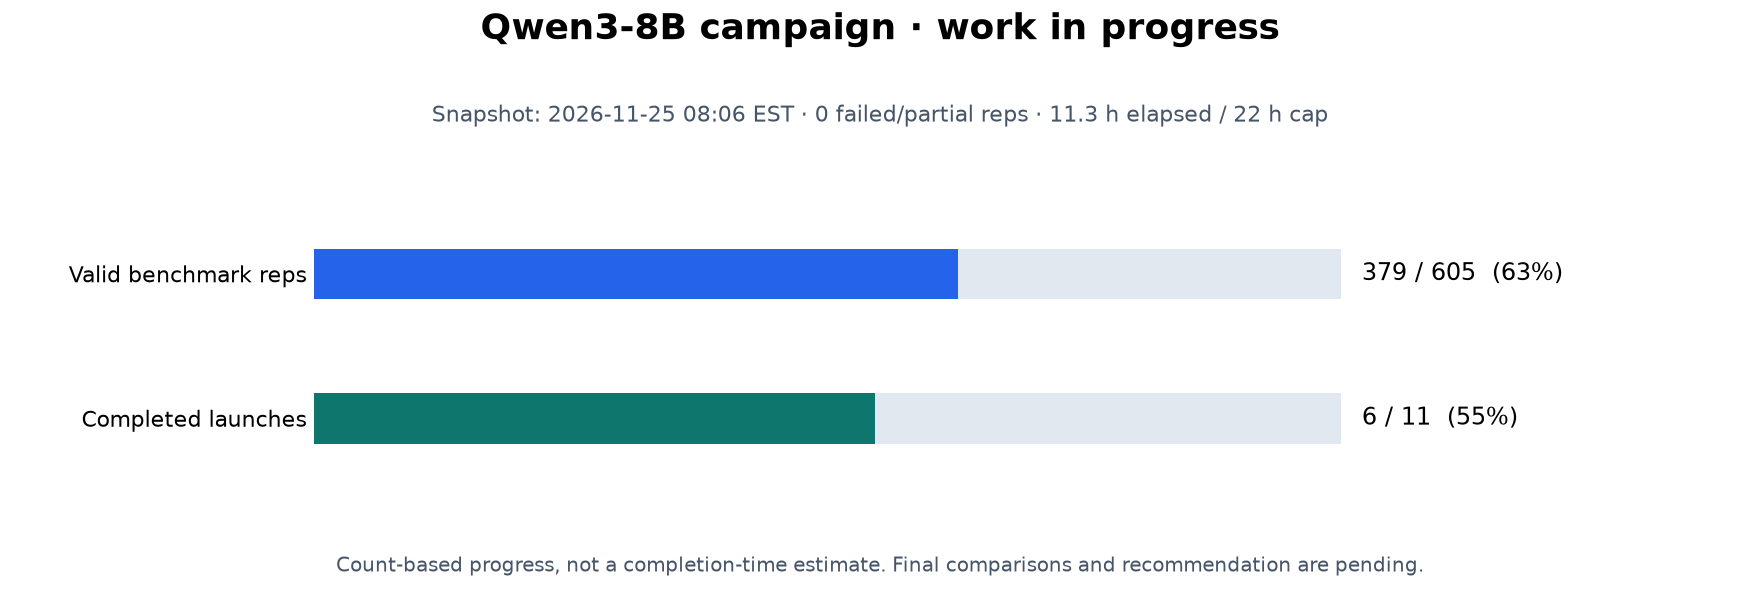 Qwen3-8B campaign · work in progress
Snapshot: 2026-11-25 08:06 EST · 0 failed/partial reps · 11.3 h elapsed / 22 h cap
Valid benchmark reps 379 / 605 (63%)
Completed launches 6 / 11 (55%)
Count-based progress, not a completion-time estimate. Final comparisons and recommendation are pending.